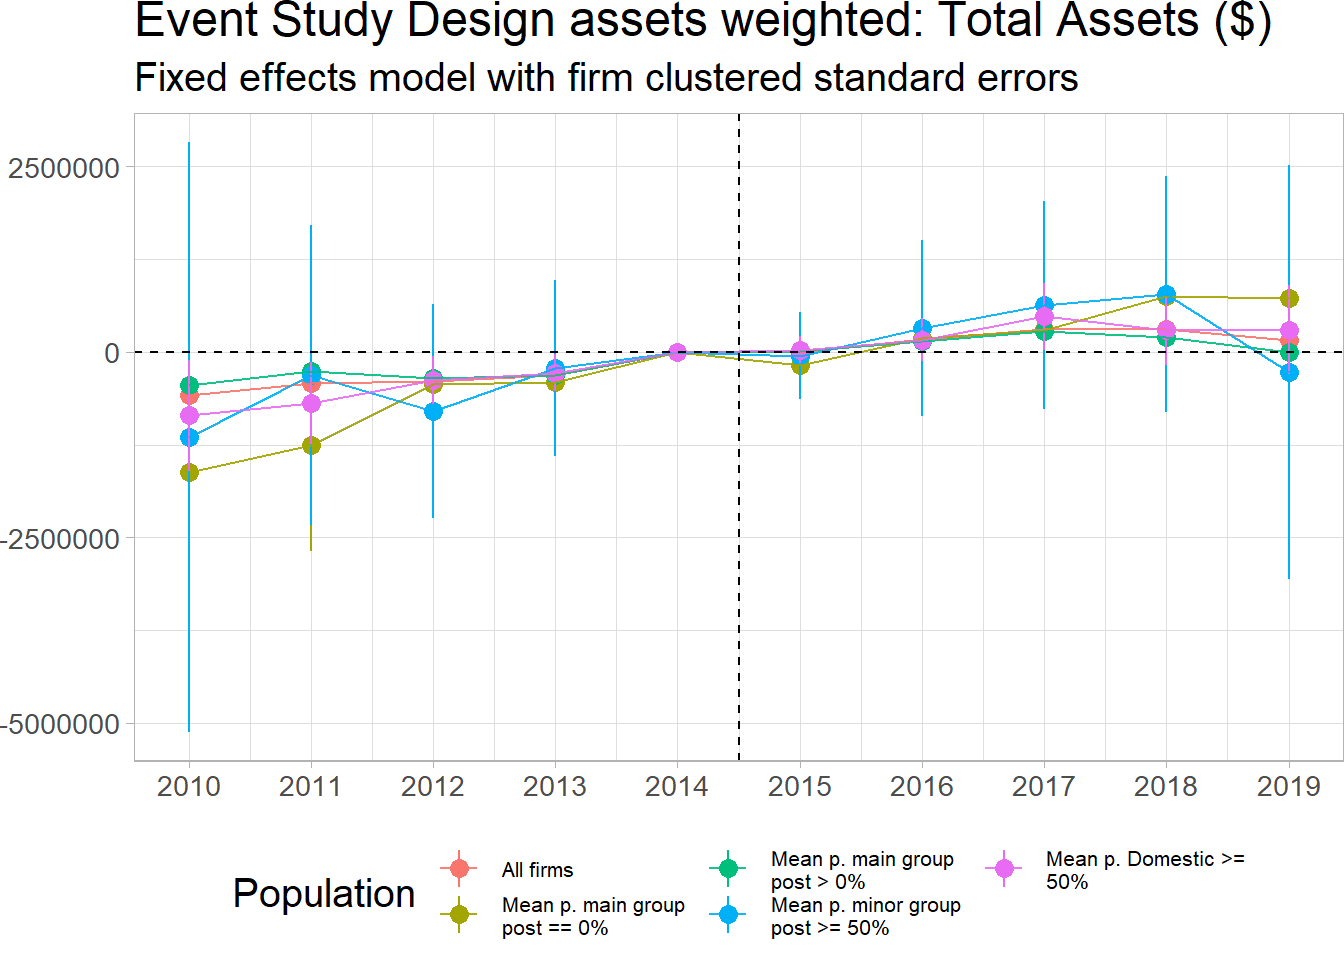 Event Study Design assets weighted: Total Assets ($)
Fixed effects model with firm clustered standard errors
2500000
0
-2500000
-5000000
2010 2011 2012 2013 2014 2015 2016 2017 2018 2019
Population
All firms
Mean p. main group
post == 0%
Mean p. main group
post > 0%
Mean p. minor group
post >= 50%
Mean p. Domestic >=
50%